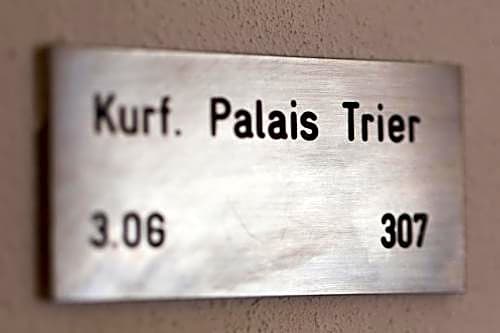 Kurf. Palais Trier
3.06 307